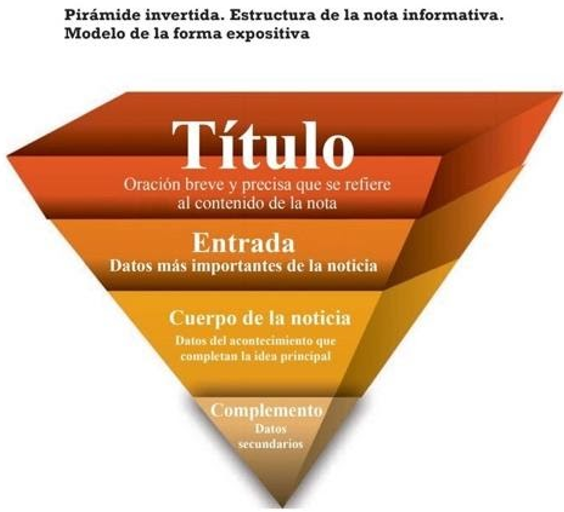 Pirámide invertida. Estructura de la nota informativa.
Modelo de la forma expositiva
Título
Oración breve y precisa que se refiere
al contenido de la nota
Entrada
Datos más importantes de la noticia
Cuerpo de la noticia
Datos del acontecimiento que
completan la idea principal
Complemento
Datos
secundarios